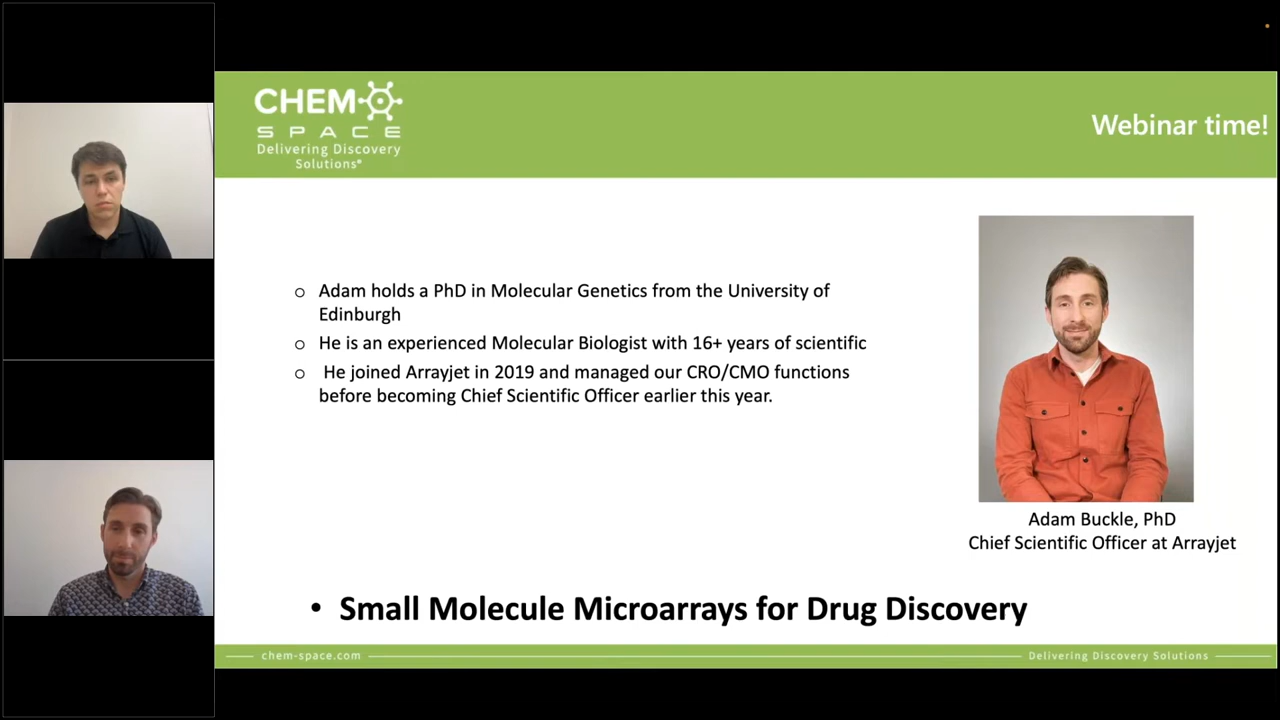 CHEM
SPACE
Delivering Discovery
Solutions®
Webinar time!
o Adam holds a PhD in Molecular Genetics from the University of
Edinburgh
o He is an experienced Molecular Biologist with 16+ years of scientific
o He joined Arrayjet in 2019 and managed our CRO/CMO functions
before becoming Chief Scientific Officer earlier this year.
Adam Buckle, PhD
Chief Scientific Officer at Arrayjet
• Small Molecule Microarrays for Drug Discovery
chem-space.com
Delivering Discovery Solutions